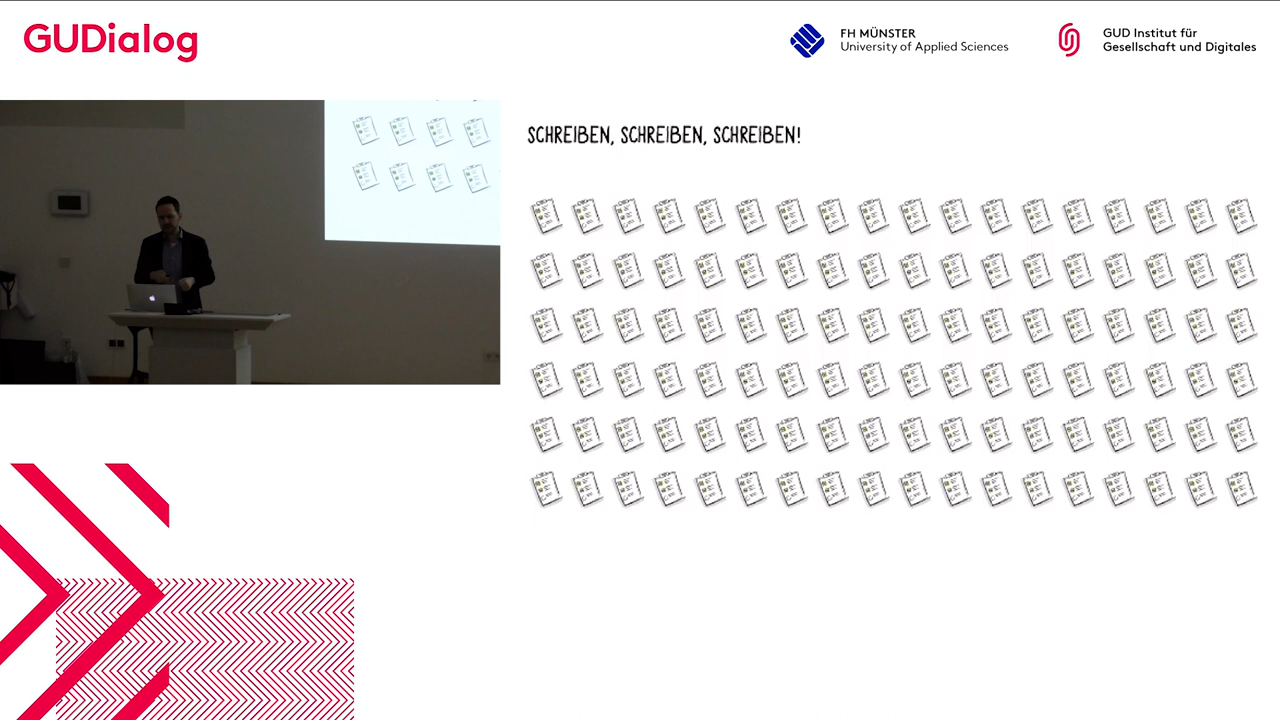 GUDialog
FH MÜNSTER
University of Applied Sciences
GUD Institut für
Gesellschaft und Digitales
SCHREIBEN, SCHREIBEN, SCHREIBEN!